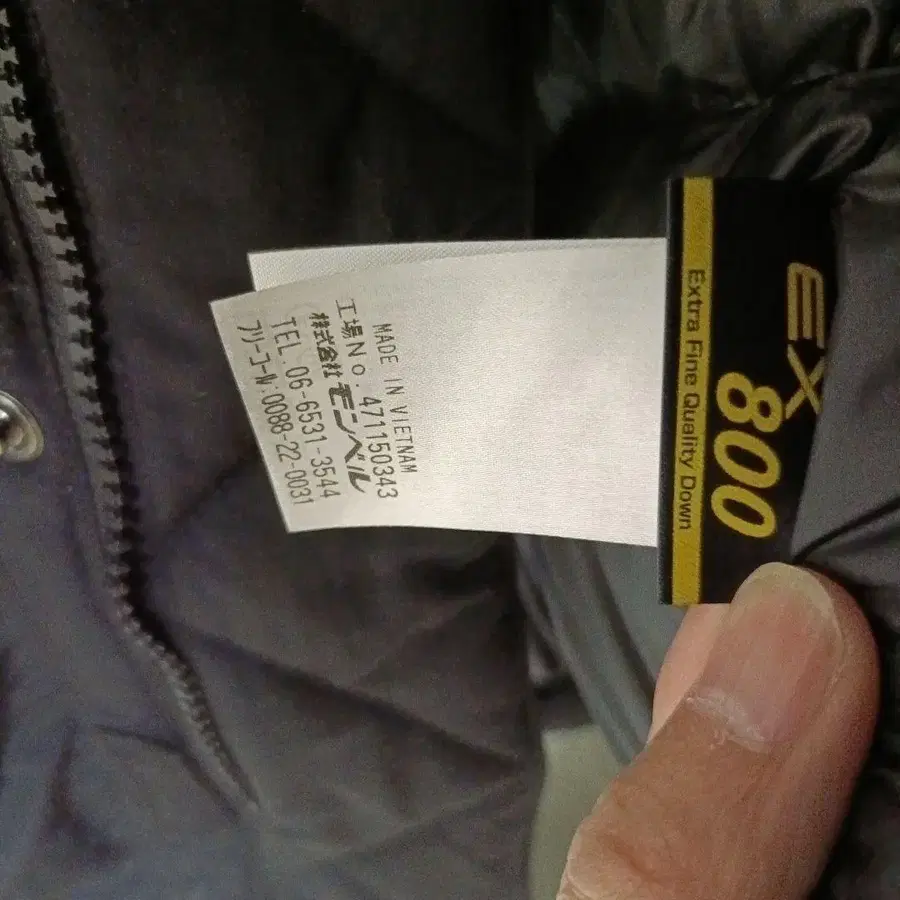 EX
800
Extra Fine Quality Down
MADE IN VIETNAM
工場No. 471150343
株式会社 モンベル
TEL.06-6531-3544
フリーコール:0088-22-0031